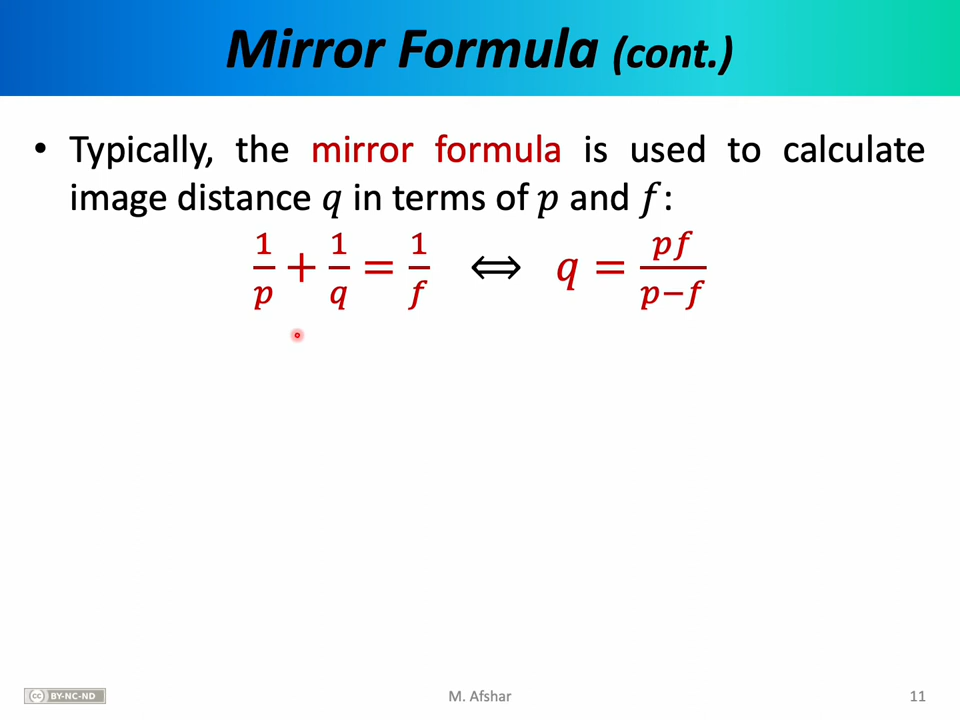 Mirror Formula (cont.)
• Typically, the mirror formula is used to calculate
image distance q in terms of p and f:
1/p + 1/q = 1/f ⟺ q = pf/(p−f)
cc BY-NC-ND
M. Afshar
11